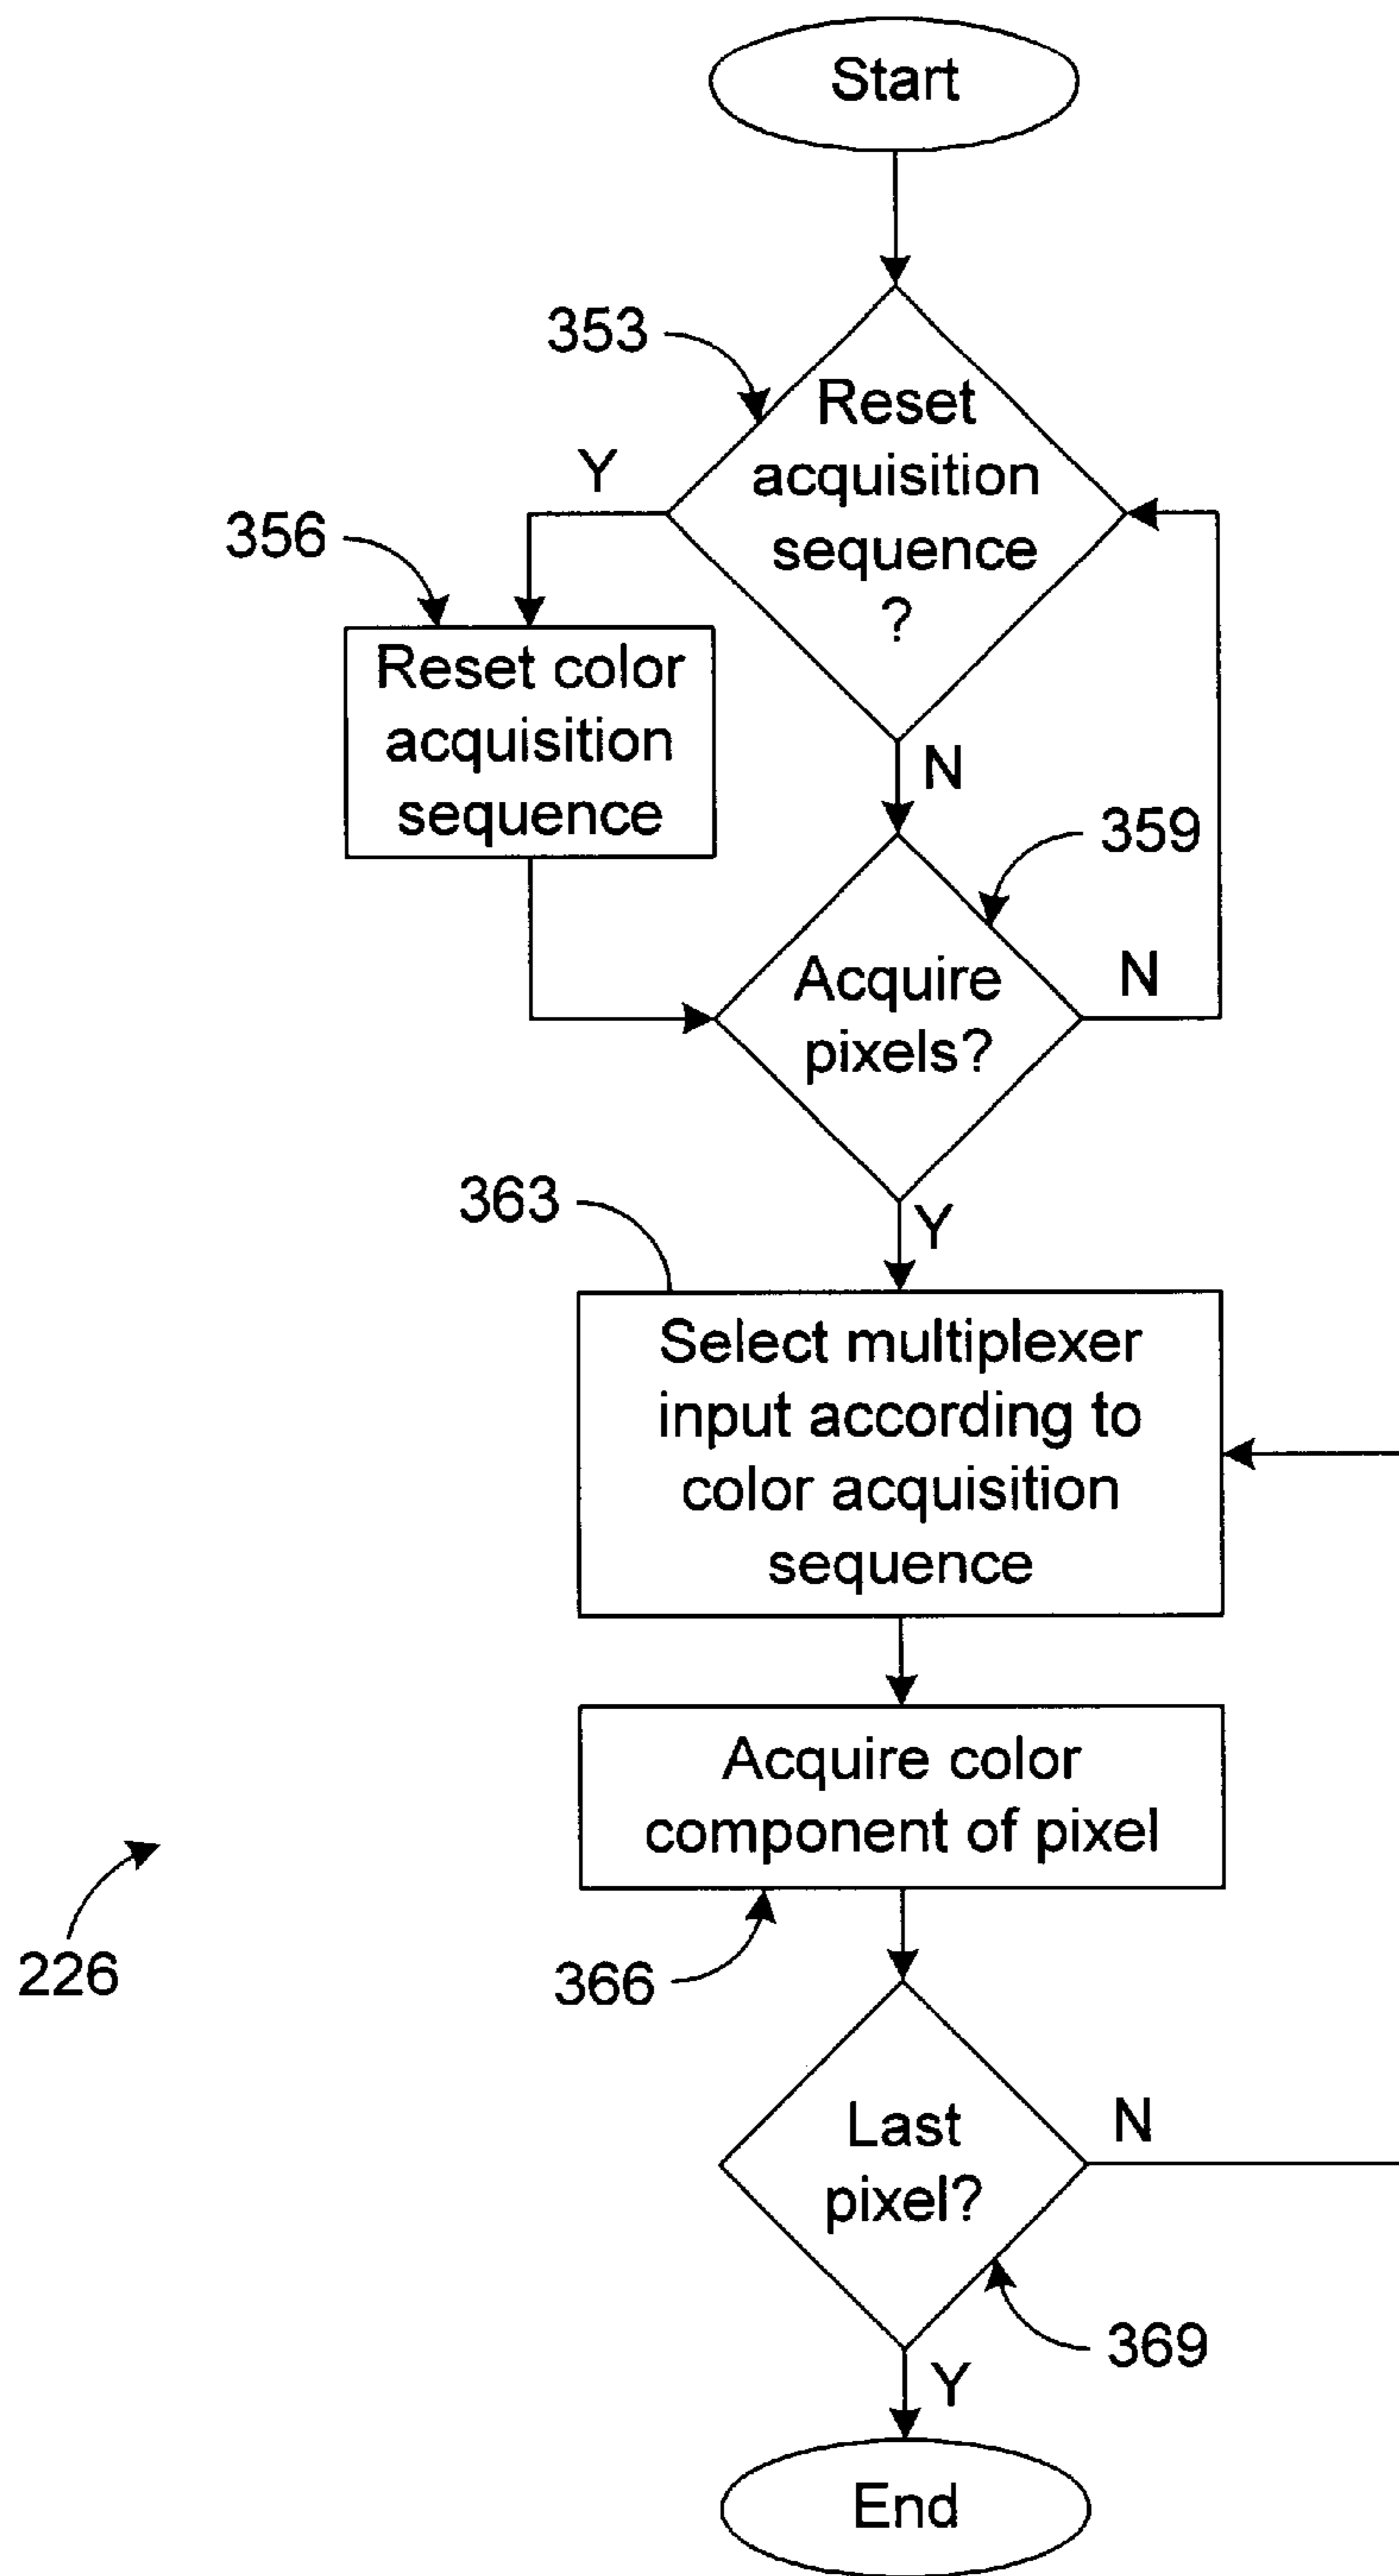 Start
353
Reset
acquisition
sequence
?
Y
356
Reset color
acquisition
sequence
N
359
Acquire
pixels?
N
Y
363
Select multiplexer
input according to
color acquisition
sequence
Acquire color
component of pixel
226
366
Last
pixel?
N
369
Y
End